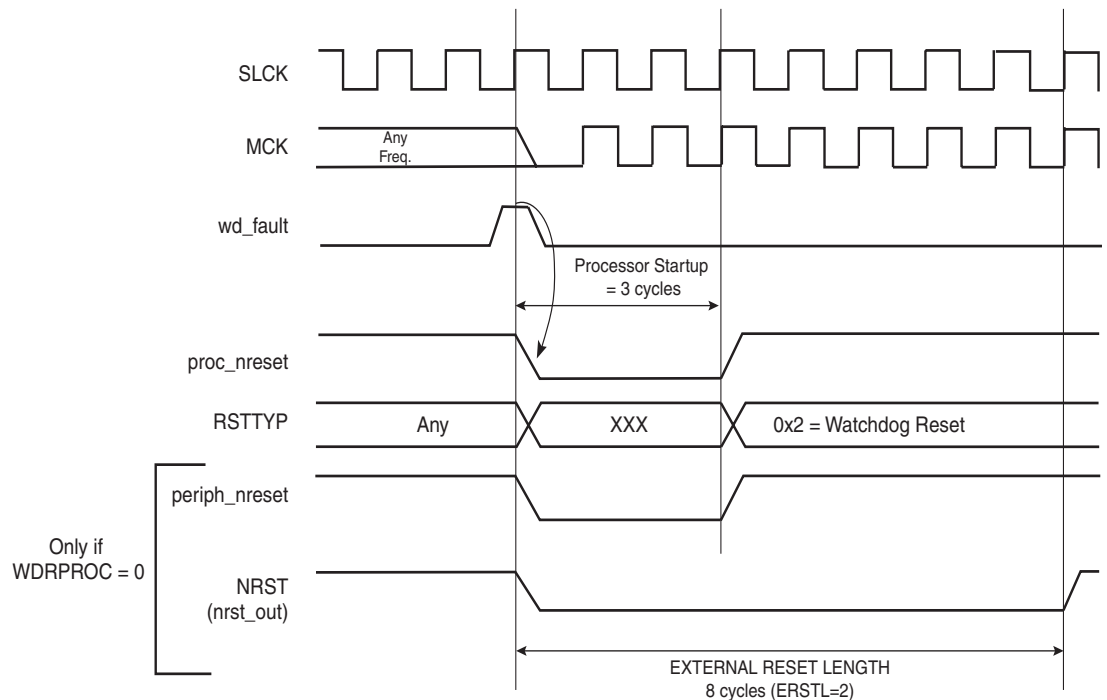 SLCK
MCK
Any
Freq.
wd_fault
Processor Startup
= 3 cycles
proc_nreset
RSTTYP
Any
XXX
0x2 = Watchdog Reset
periph_nreset
Only if
WDRPROC = 0
NRST
(nrst_out)
EXTERNAL RESET LENGTH
8 cycles (ERSTL=2)